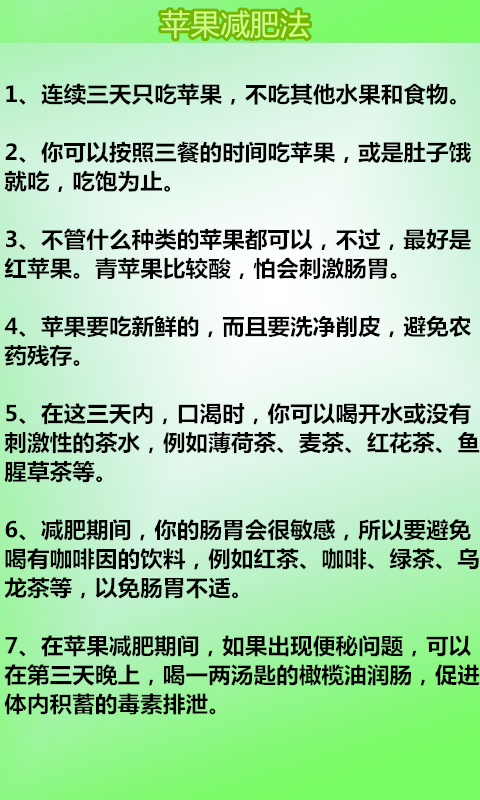 苹果减肥法
1、连续三天只吃苹果，不吃其他水果和食物。
2、你可以按照三餐的时间吃苹果，或是肚子饿
就吃，吃饱为止。
3、不管什么种类的苹果都可以，不过，最好是
红苹果。青苹果比较酸，怕会刺激肠胃。
4、苹果要吃新鲜的，而且要洗净削皮，避免农
药残存。
5、在这三天内，口渴时，你可以喝开水或没有
刺激性的茶水，例如薄荷茶、麦茶、红花茶、鱼
腥草茶等。
6、减肥期间，你的肠胃会很敏感，所以要避免
喝有咖啡因的饮料，例如红茶、咖啡、绿茶、乌
龙茶等，以免肠胃不适。
7、在苹果减肥期间，如果出现便秘问题，可以
在第三天晚上，喝一两汤匙的橄榄油润肠，促进
体内积蓄的毒素排泄。